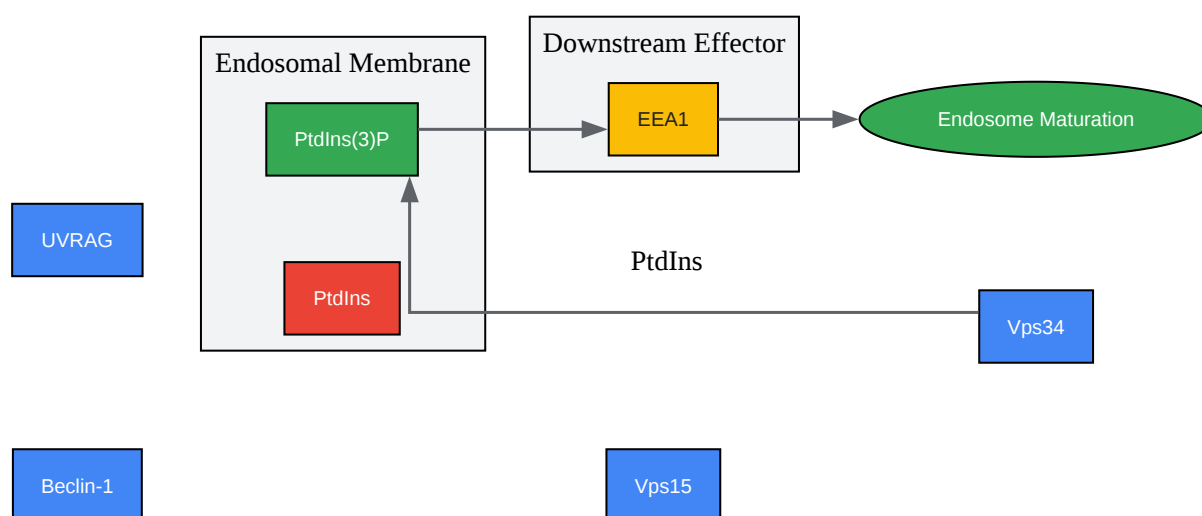 Downstream Effector
Endosomal Membrane
EEA1
Endosome Maturation
PtdIns(3)P
UVRAG
PtdIns
PtdIns
Vps34
Beclin-1
Vps15